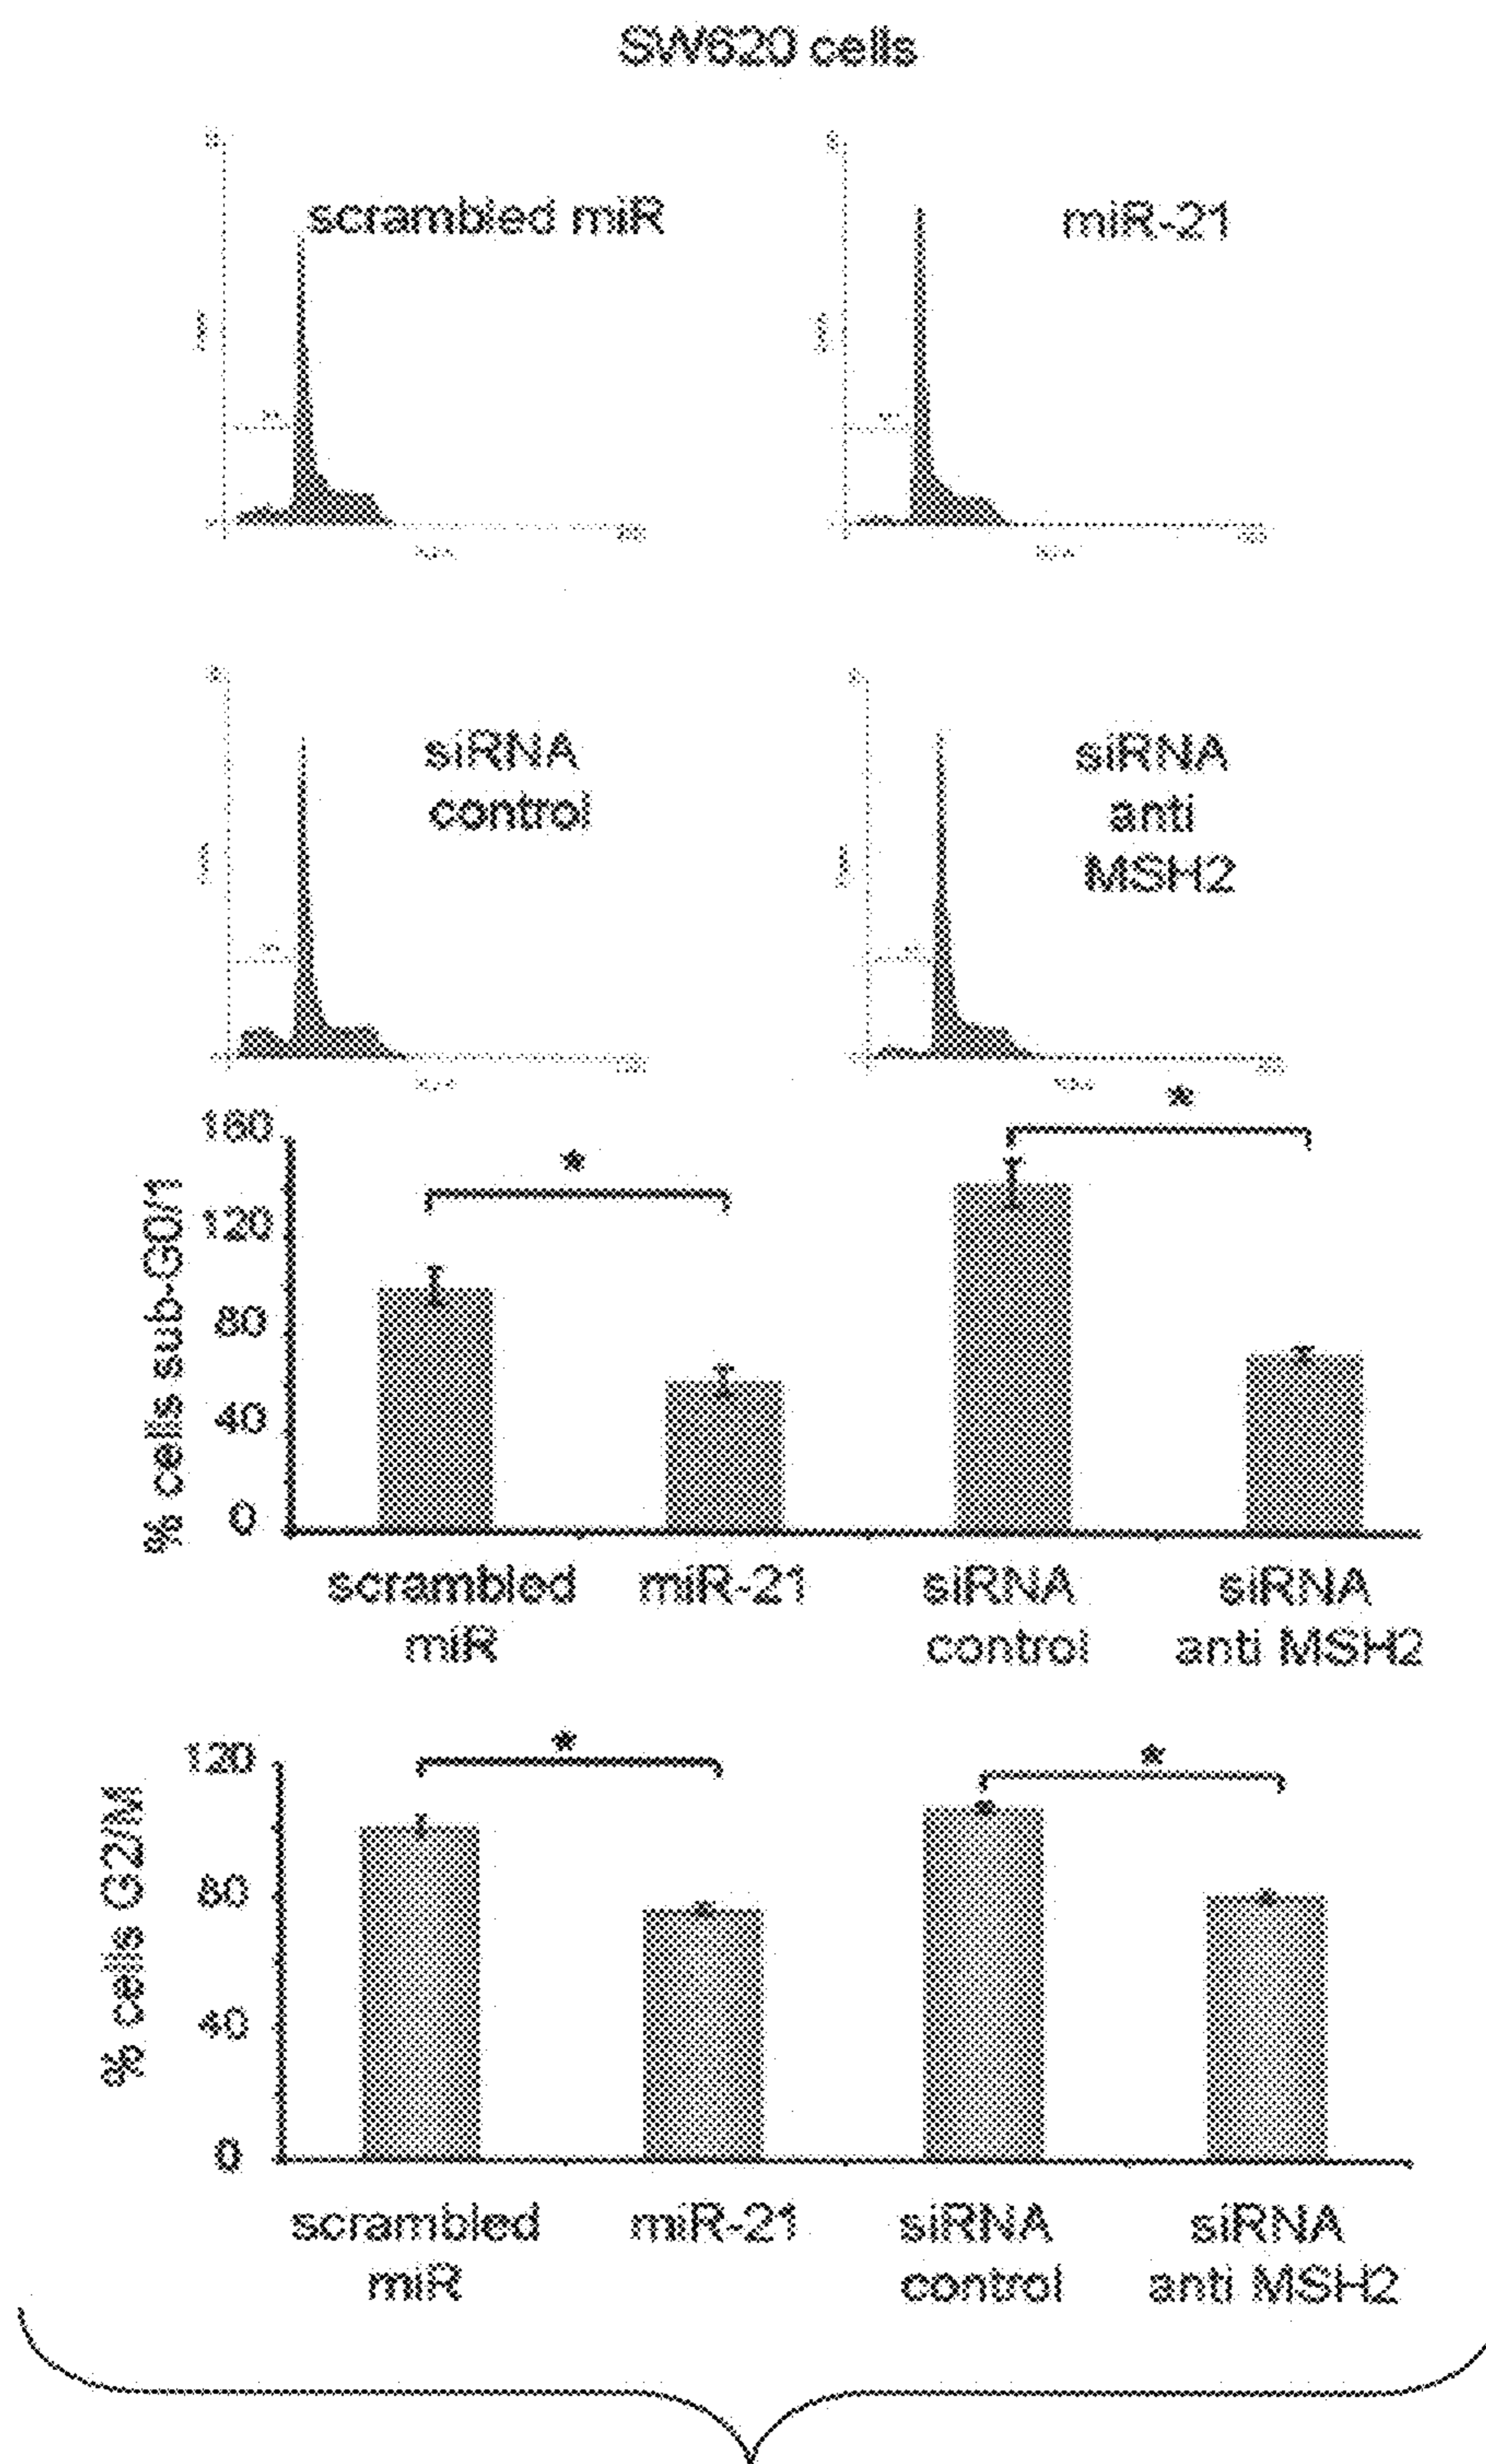 SW620 cells
scrambled miR
miR-21
siRNA
control
siRNA
anti
MSH2
% cells sub-G0/1
160
120
80
40
0
*
*
scrambled
miR
miR-21
siRNA
control
siRNA
anti MSH2
% cells G2/M
120
80
40
0
*
*
scrambled
miR
miR-21
siRNA
control
siRNA
anti MSH2